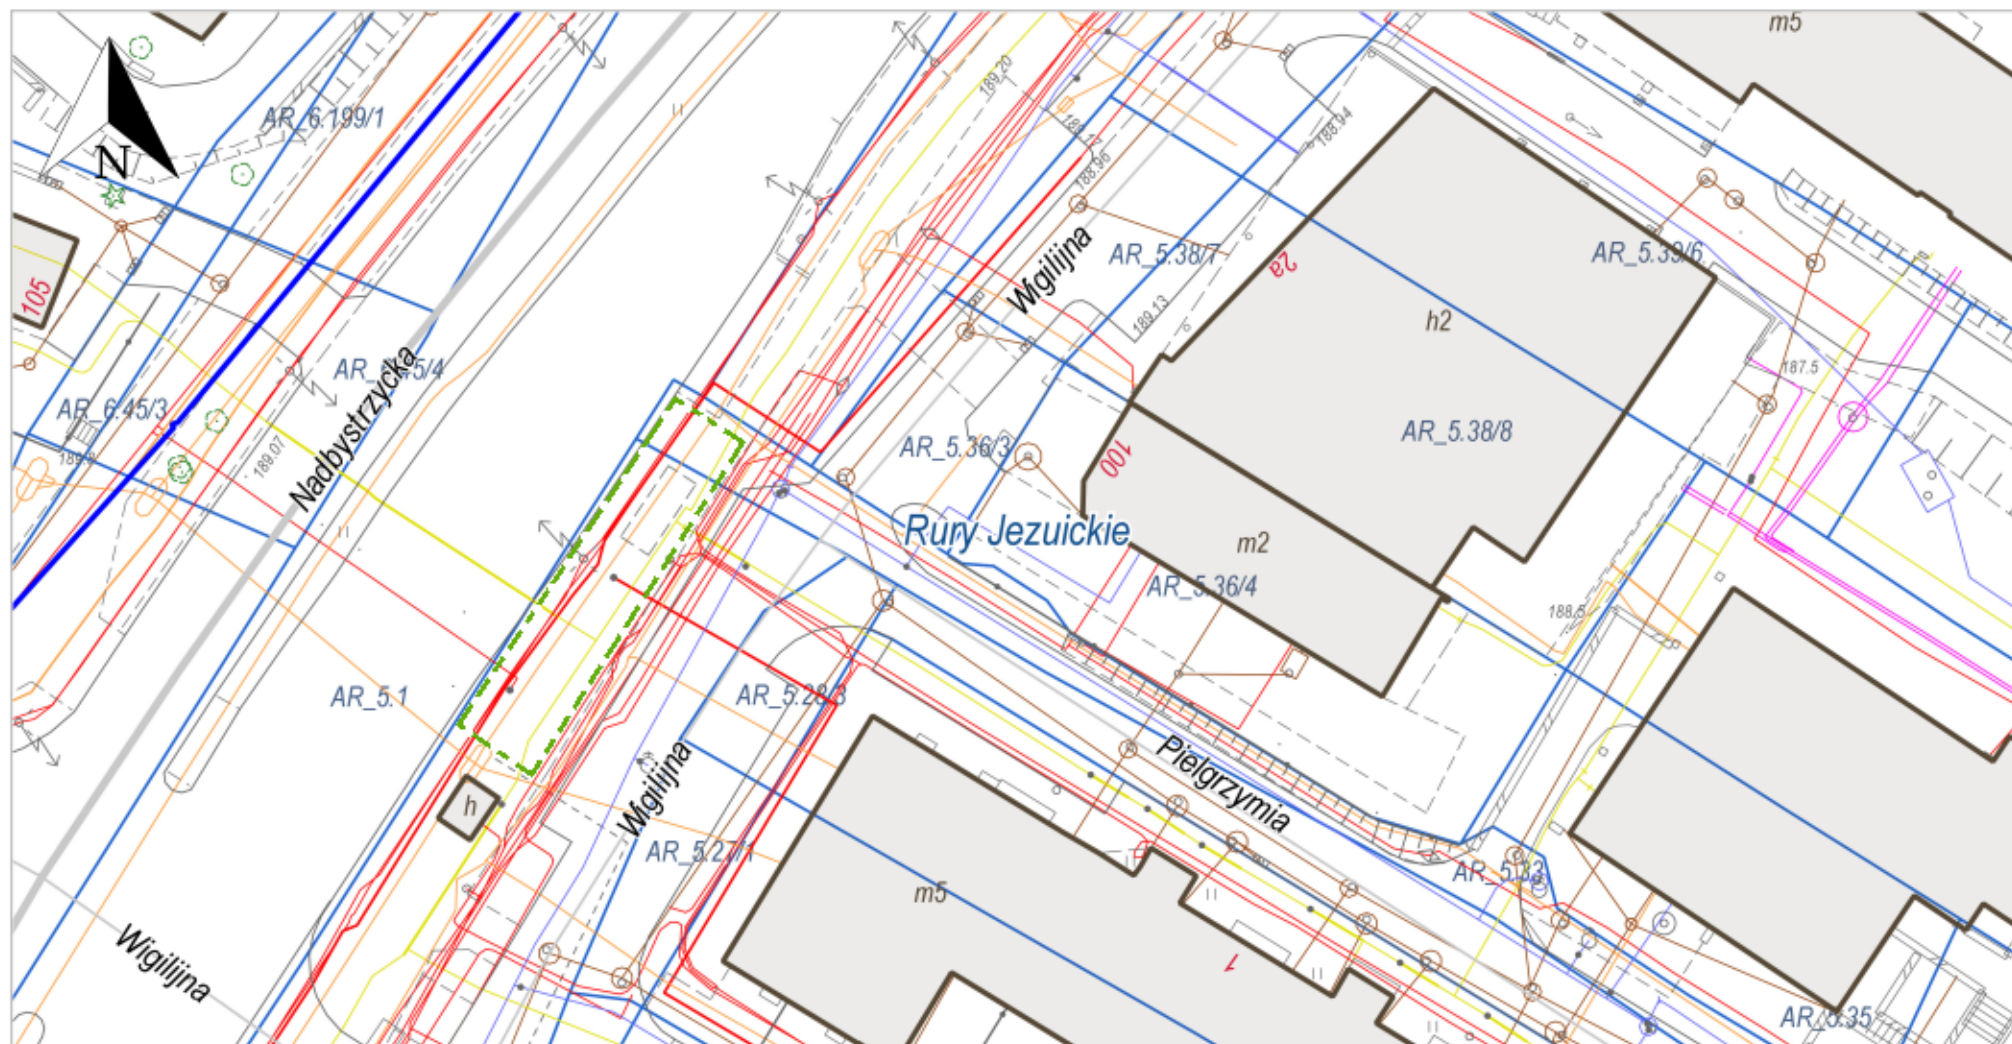 m5
AR_6.199/1
189.20
189.17
188.96
188.94
N
AR_5.38/7
AR_5.39/6
Wigilijna
2a
105
h2
189.13
187.5
AR_6.45/3
Nadbystrzycka
189.07
AR_5.36/3
100
AR_5.38/8
Rury Jezuickie
m2
AR_5.36/4
188.5
AR_5.1
AR_5.28/3
Wigilijna
Pielgrzymia
h
AR_5.21/1
AR_5.33
m5
1
Wigilijna
AR_5.35